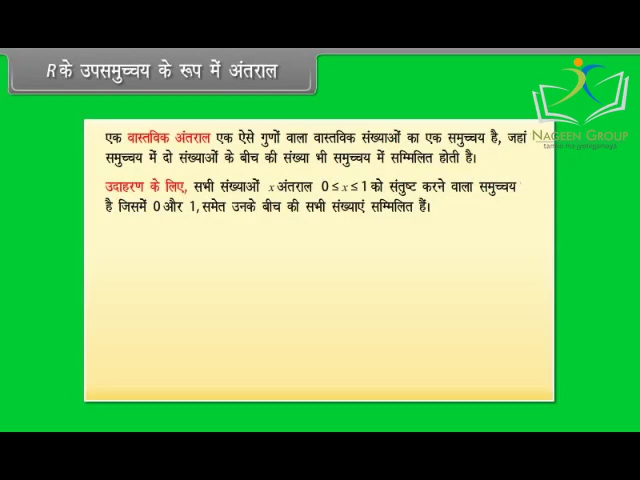 R के उपसमुच्चय के रूप में अंतराल
एक वास्तविक अंतराल एक ऐसे गुणों वाला वास्तविक संख्याओं का एक समुच्चय है, जहां
समुच्चय में दो संख्याओं के बीच की संख्या भी समुच्चय में सम्मिलित होती है।
उदाहरण के लिए, सभी संख्याओं x अंतराल 0 ≤ x ≤ 1 को संतुष्ट करने वाला समुच्चय
है जिसमें 0 और 1, समेत उनके बीच की सभी संख्याएं सम्मिलित हैं।
NAGEEN GROUP